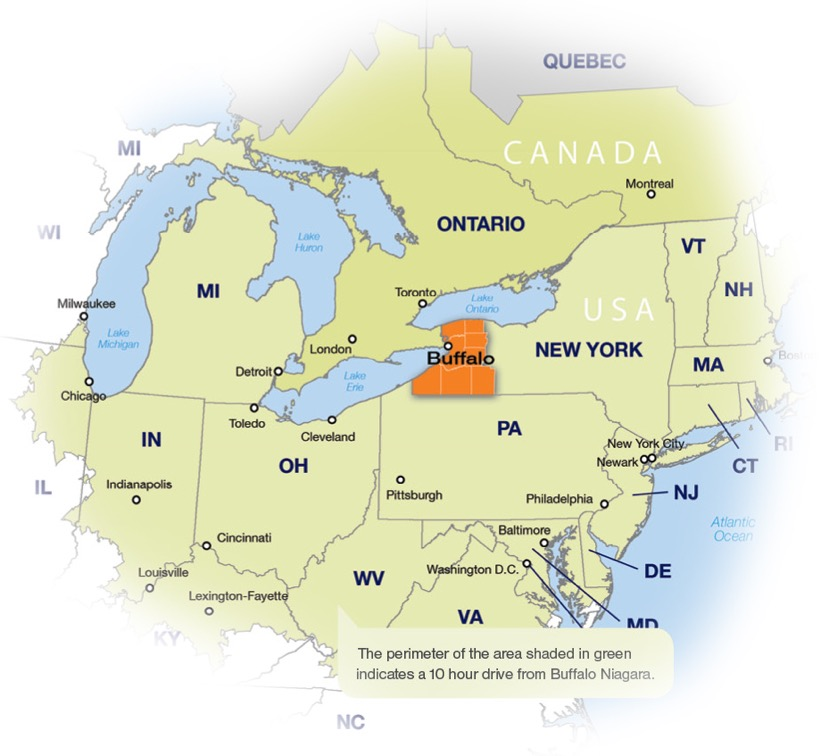 QUEBEC
CANADA
MI
Montreal
ONTARIO
WI
VT
Lake
Huron
MI
NH
Toronto
Lake
Ontario
USA
Milwaukee
Lake
Michigan
London
Buffalo
NEW YORK
Boston
MA
Detroit
Lake
Erie
Chicago
Toledo
Cleveland
PA
IN
New York City
RI
OH
Newark
CT
IL
Indianapolis
Pittsburgh
Philadelphia
NJ
Baltimore
Atlantic
Ocean
Cincinnati
Washington D.C.
DE
Louisville
WV
Lexington-Fayette
VA
MD
KY
The perimeter of the area shaded in green
indicates a 10 hour drive from Buffalo Niagara.
NC